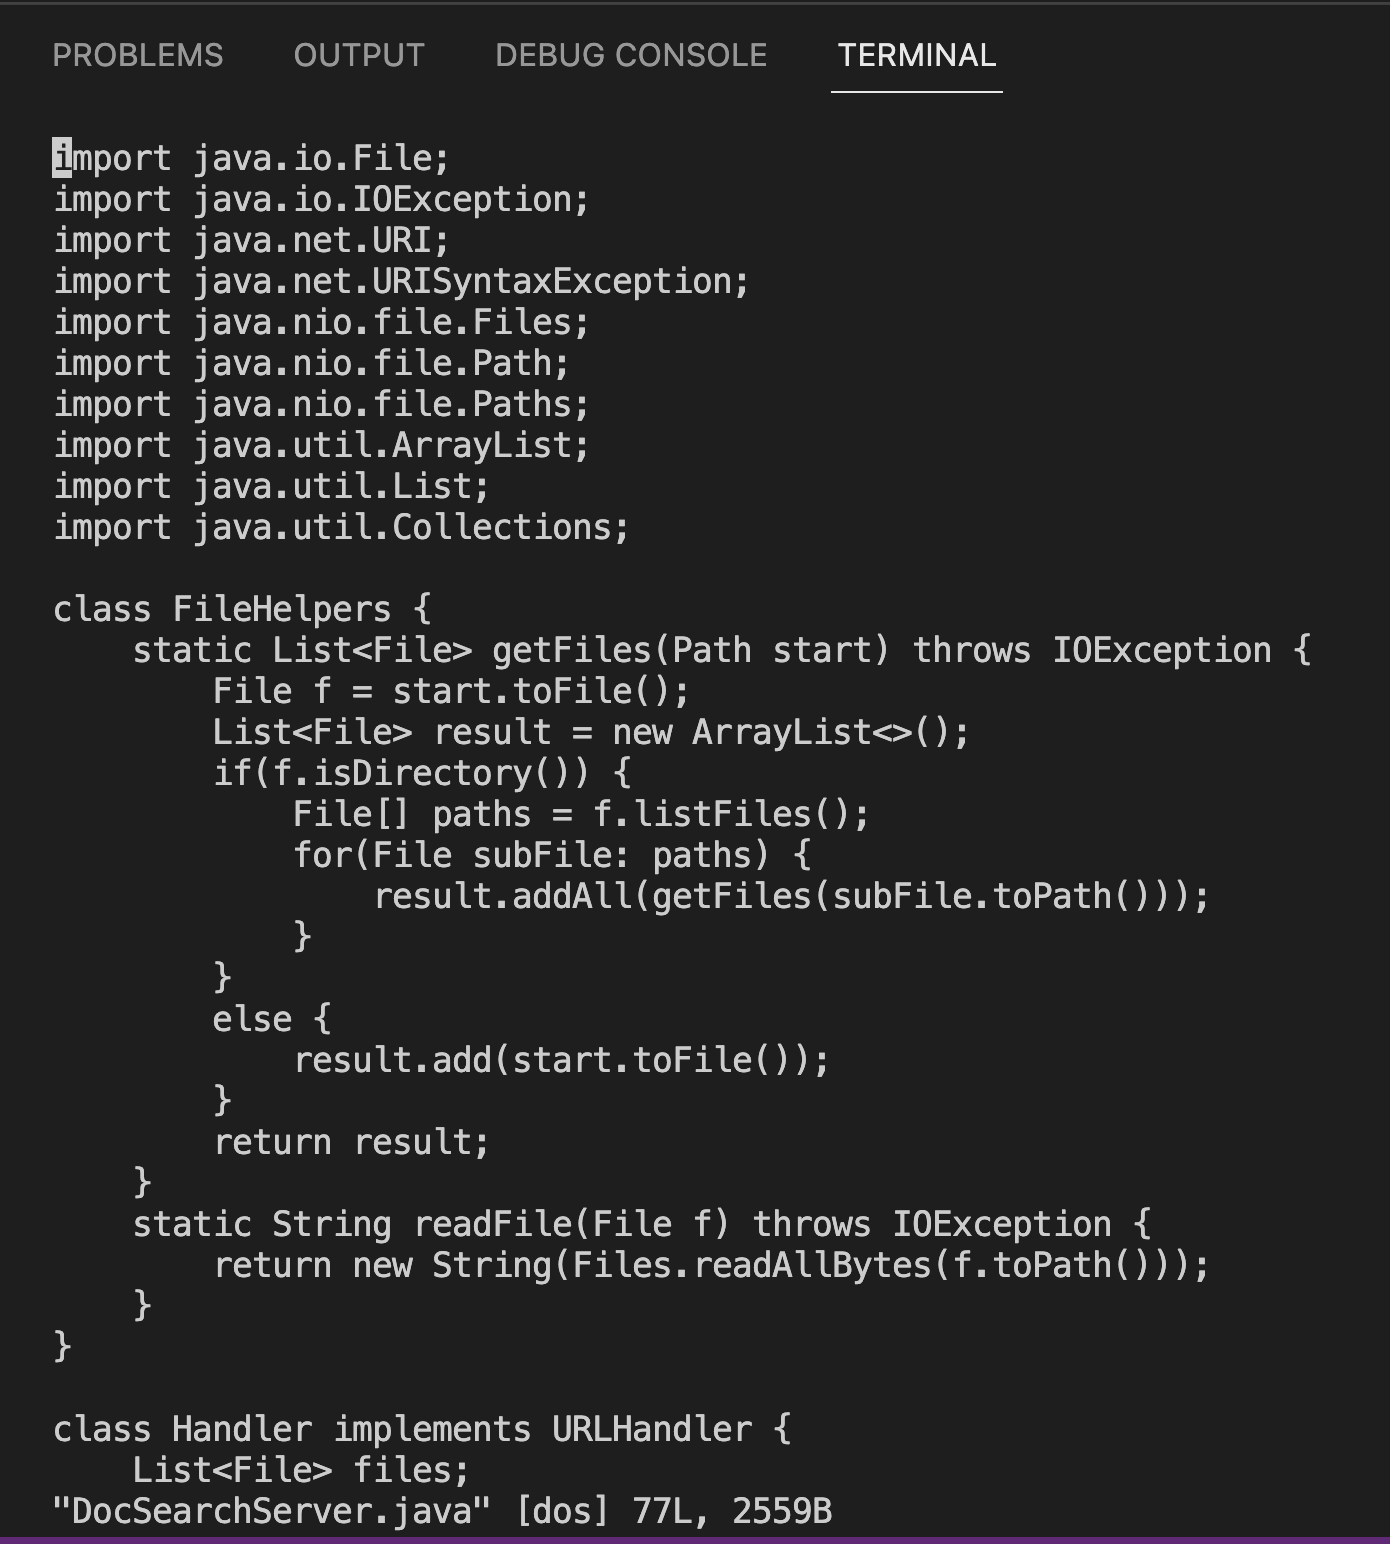 PROBLEMS OUTPUT DEBUG CONSOLE TERMINAL
import java.io.File;
import java.io.IOException;
import java.net.URI;
import java.net.URISyntaxException;
import java.nio.file.Files;
import java.nio.file.Path;
import java.nio.file.Paths;
import java.util.ArrayList;
import java.util.List;
import java.util.Collections;

class FileHelpers {
    static List<File> getFiles(Path start) throws IOException {
        File f = start.toFile();
        List<File> result = new ArrayList<>();
        if(f.isDirectory()) {
            File[] paths = f.listFiles();
            for(File subFile: paths) {
                result.addAll(getFiles(subFile.toPath()));
            }
        }
        else {
            result.add(start.toFile());
        }
        return result;
    }
    static String readFile(File f) throws IOException {
        return new String(Files.readAllBytes(f.toPath()));
    }
}

class Handler implements URLHandler {
    List<File> files;
"DocSearchServer.java" [dos] 77L, 2559B